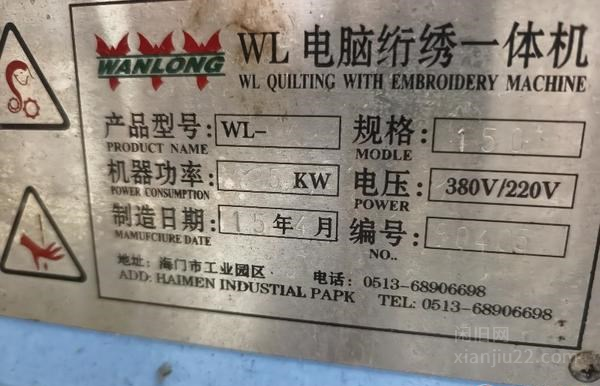 WANLONG
WL 电脑绗绣一体机
WL QUILTING WITH EMBROIDERY MACHINE
产品型号: WL- 规格:
PRODUCT NAME MODLE
机器功率: KW 电压: 380V/220V
POWER CONSUMPTION POWER
制造日期: 15年4月 编号:
MAMUFCIURE DATE NO..
地址: 海门市工业园区 电话: 0513-68906698
ADD: HAIMEN INDUSTIAL PAPK TEL: 0513-68906698
闲旧网
xianjiu22.com